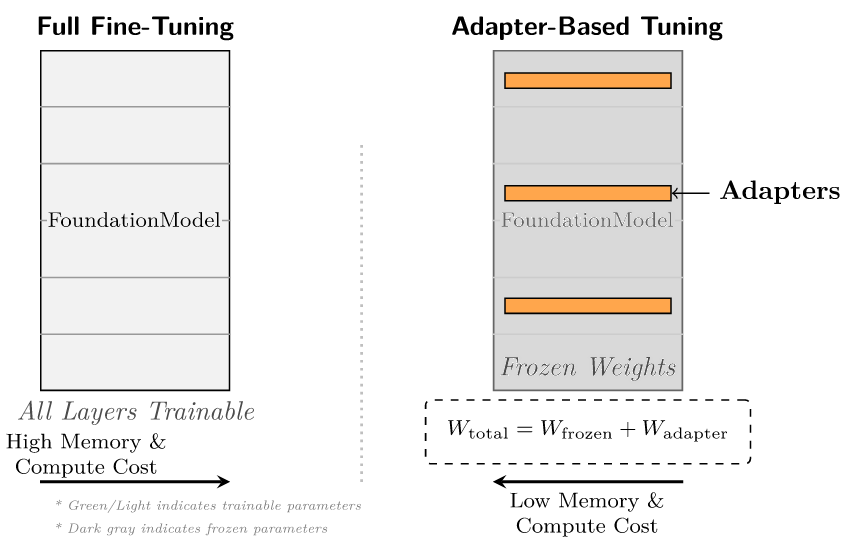 Full Fine-Tuning
FoundationModel
All Layers Trainable
High Memory &
Compute Cost
* Green/Light indicates trainable parameters
* Dark gray indicates frozen parameters
Adapter-Based Tuning
Adapters
FoundationModel
Frozen Weights
W_total = W_frozen + W_adapter
Low Memory &
Compute Cost